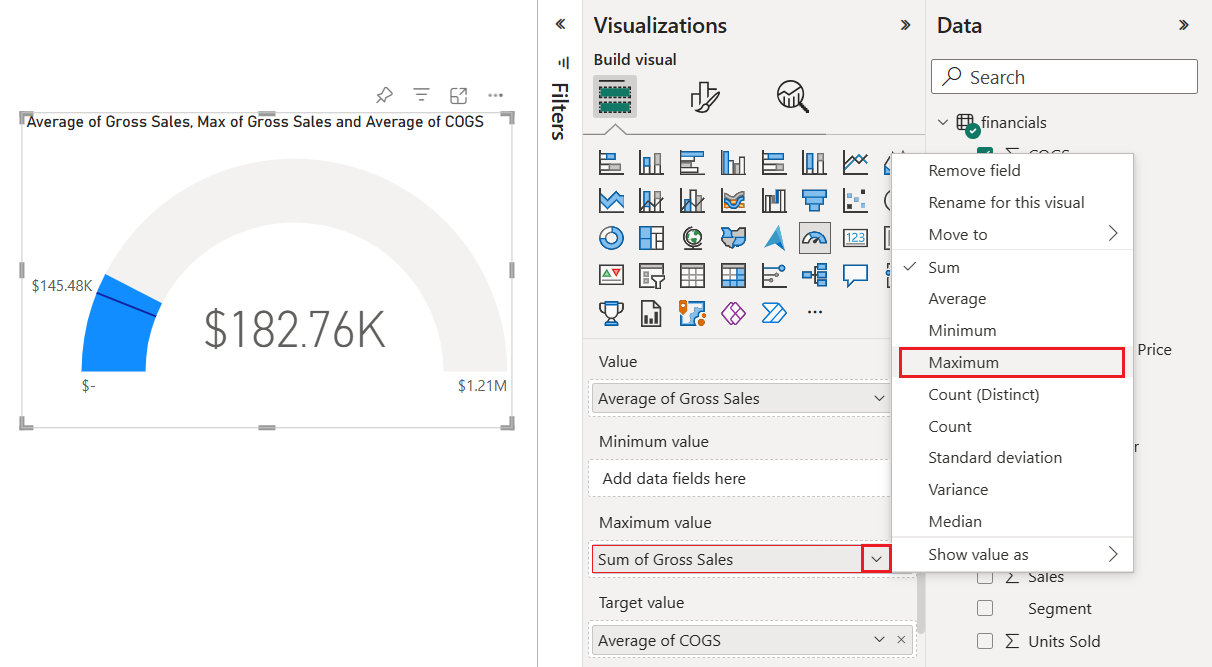 Average of Gross Sales, Max of Gross Sales and Average of COGS
$145.48K
$182.76K
$-
$1.21M
Filters
Visualizations
Build visual
123
Value
Average of Gross Sales
Minimum value
Add data fields here
Maximum value
Sum of Gross Sales
Target value
Average of COGS
Remove field
Rename for this visual
Move to
Sum
Average
Minimum
Maximum
Count (Distinct)
Count
Standard deviation
Variance
Median
Show value as
Data
Search
financials
Price
Sales
Segment
Σ Units Sold